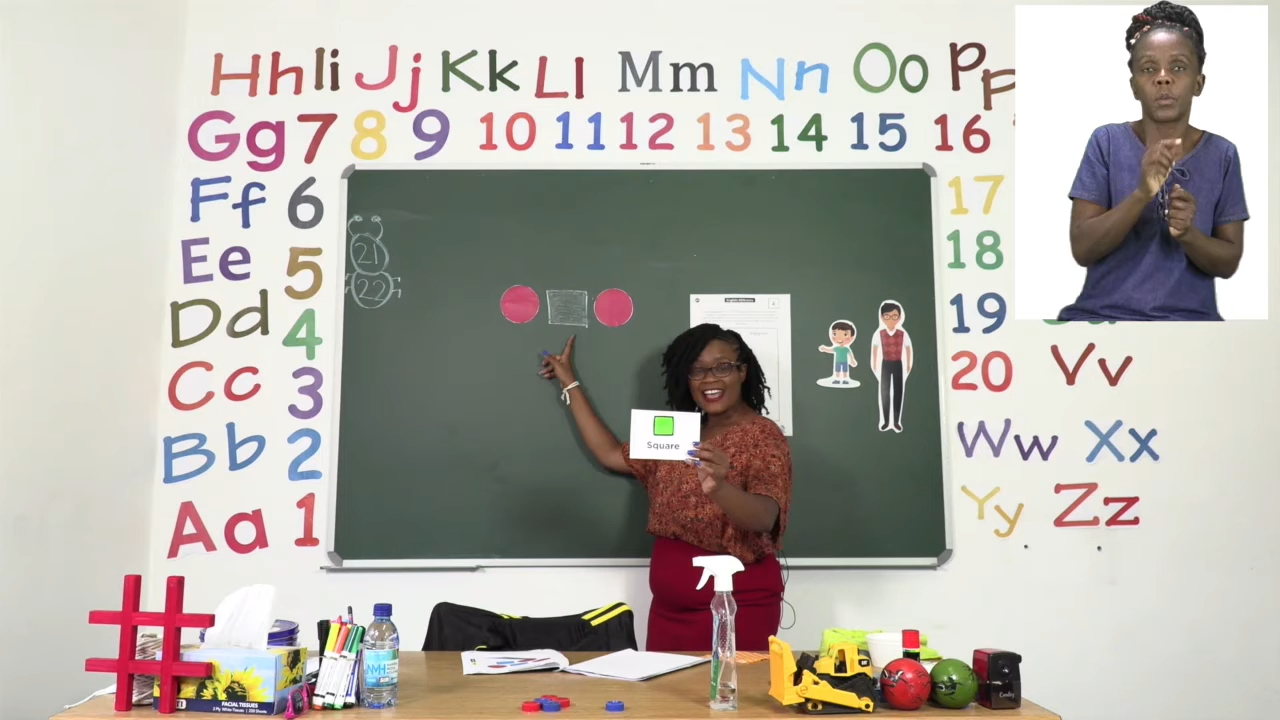 Hh Ii Jj Kk Ll Mm Nn Oo Pp
Gg 7 8 9 10 11 12 13 14 15 16
Ff 6 17
Ee 5 18
Dd 4 19
Cc 3 20 Vv
Bb 2 Ww Xx
Aa 1 Yy Zz
21
22
Square
FACIAL TISSUES